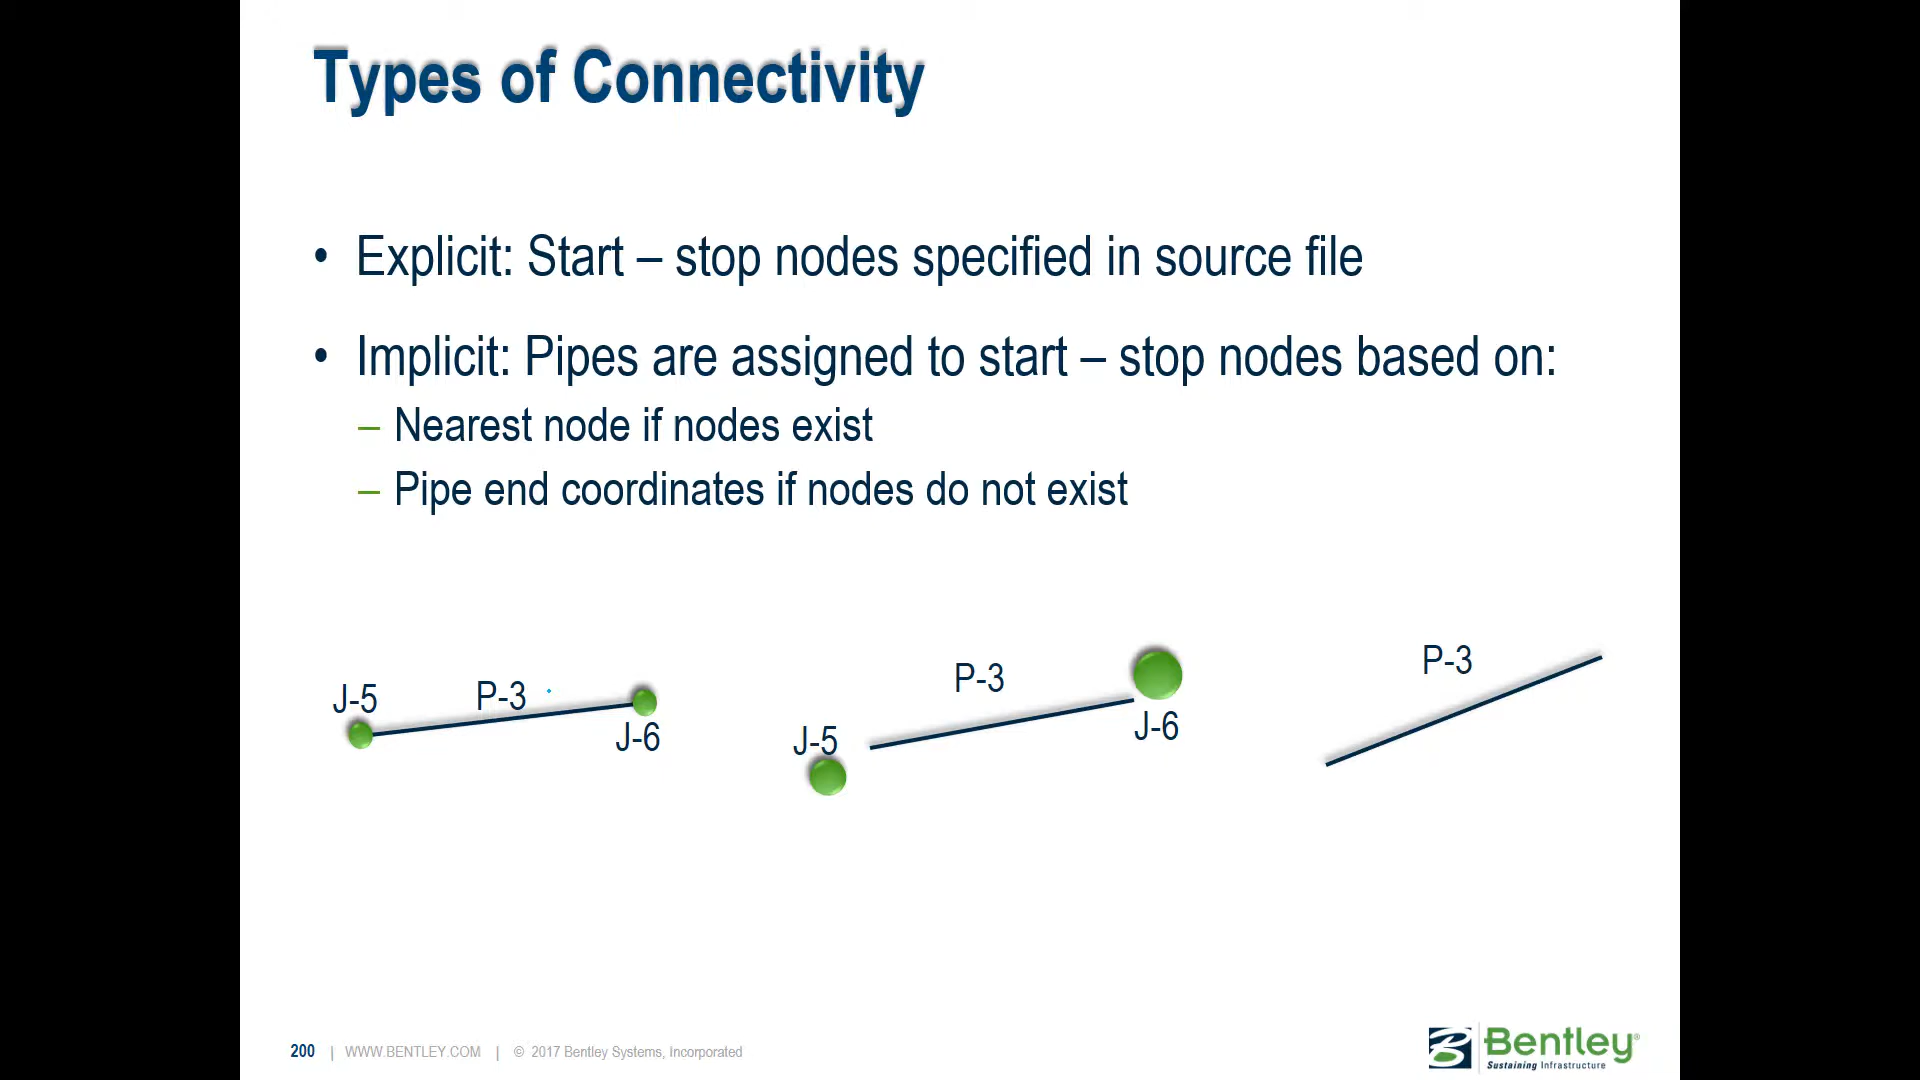 Types of Connectivity
• Explicit: Start – stop nodes specified in source file
• Implicit: Pipes are assigned to start – stop nodes based on:
– Nearest node if nodes exist
– Pipe end coordinates if nodes do not exist
J-5
P-3
J-6
J-5
P-3
J-6
P-3
200 | WWW.BENTLEY.COM | © 2017 Bentley Systems, Incorporated
Bentley®
Sustaining Infrastructure